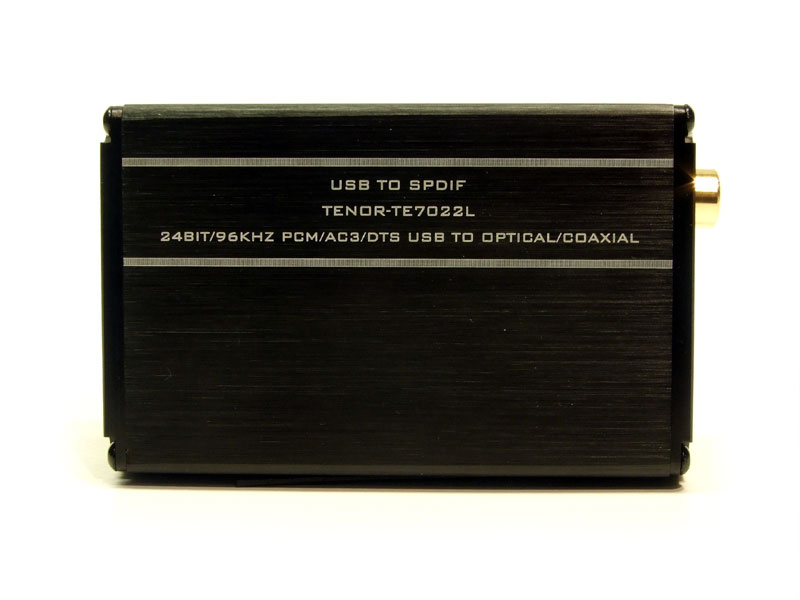 USB TO SPDIF
TENOR-TE7022L
24BIT/96KHZ PCM/AC3/DTS USB TO OPTICAL/COAXIAL